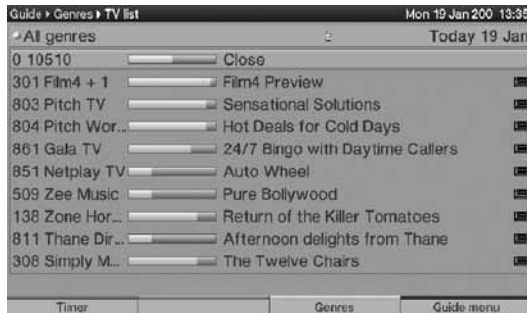 Guide ▸ Genres ▸ TV list Mon 19 Jan 200 13:35
All genres Today 19 Jan
0 10510 Close
301 Film4 + 1 Film4 Preview
803 Pitch TV Sensational Solutions
804 Pitch Wor... Hot Deals for Cold Days
861 Gala TV 24/7 Bingo with Daytime Callers
851 Netplay TV Auto Wheel
509 Zee Music Pure Bollywood
138 Zone Hor... Return of the Killer Tomatoes
811 Thane Dir... Afternoon delights from Thane
308 Simply M... The Twelve Chairs
Timer Genres Guide menu